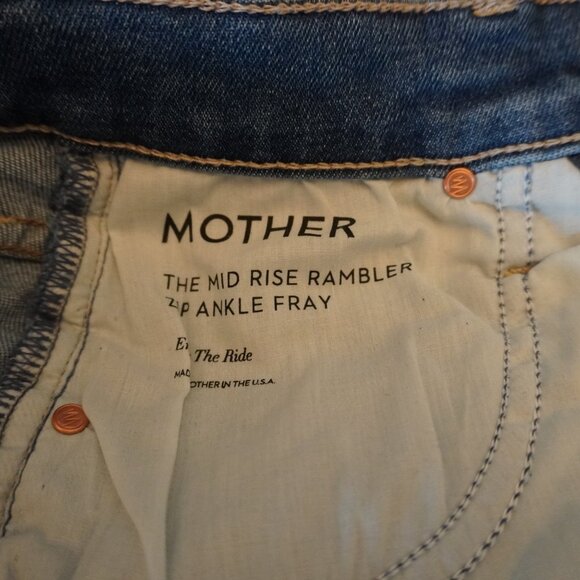 MOTHER
THE MID RISE RAMBLER
ANKLE FRAY
The Ride
IN THE U.S.A.